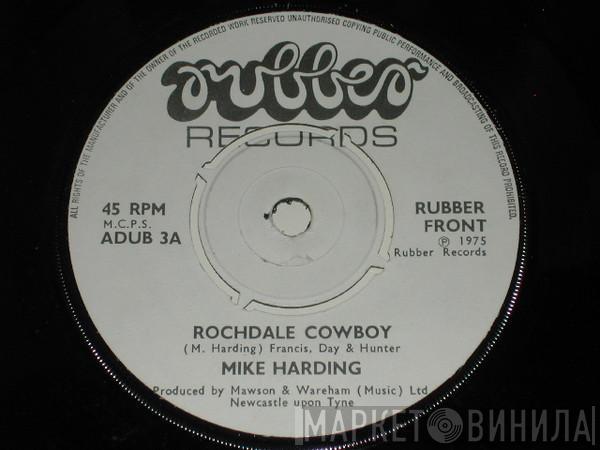 ALL RIGHTS OF THE MANUFACTURER AND OF THE OWNER OF THE RECORDED WORK RESERVED UNAUTHORISED COPYING PUBLIC PERFORMANCE AND BROADCASTING OF THIS RECORD PROHIBITED.
rubber
RECORDS
45 RPM
M.C.P.S.
ADUB 3A
RUBBER
FRONT
℗ 1975
Rubber Records
ROCHDALE COWBOY
(M. Harding) Francis, Day & Hunter
MIKE HARDING
Produced by Mawson & Wareham (Music) Ltd
Newcastle upon Tyne
МАРКЕТОВИНИЛА